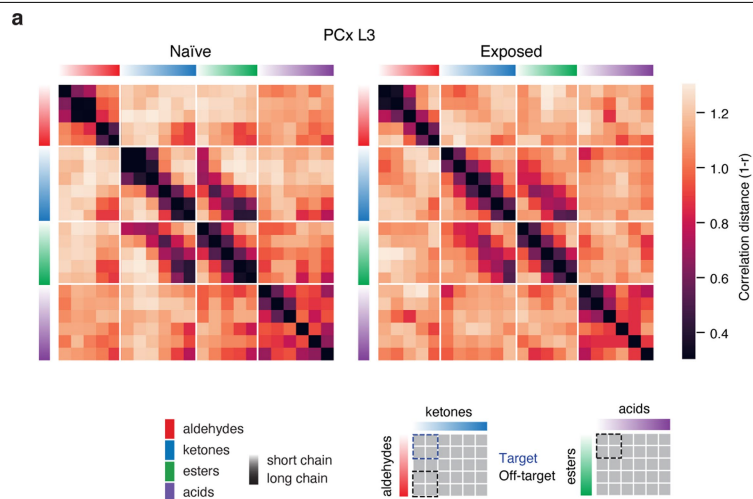 a
PCx L3
Naïve
Exposed
1.2
1.0
0.8
0.6
0.4
Correlation distance (1-r)
aldehydes
ketones
esters
acids
short chain
long chain
ketones
aldehydes
Target
Off-target
acids
esters